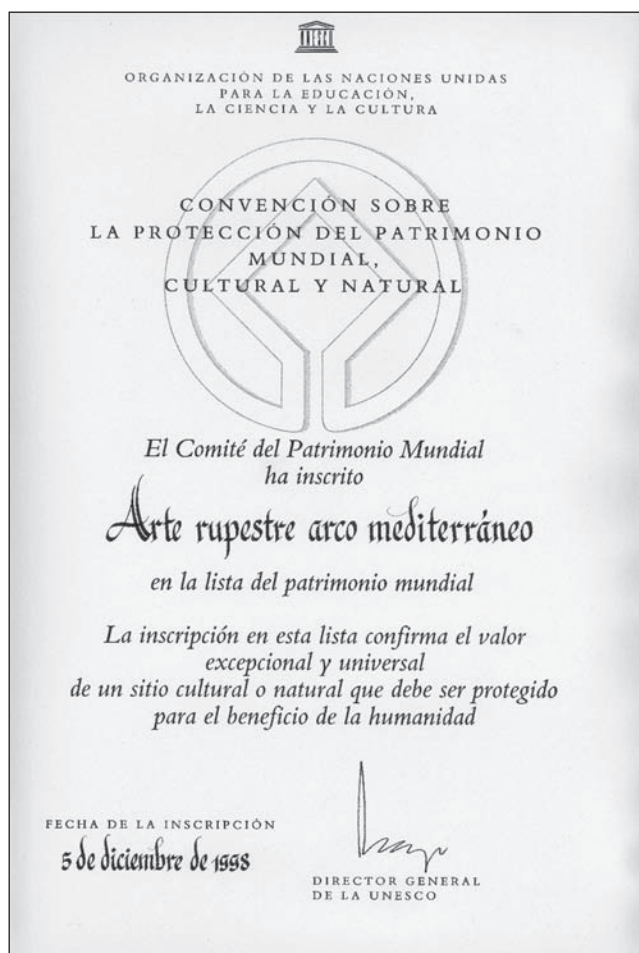 ORGANIZACIÓN DE LAS NACIONES UNIDAS
PARA LA EDUCACIÓN,
LA CIENCIA Y LA CULTURA
CONVENCIÓN SOBRE
LA PROTECCIÓN DEL PATRIMONIO
MUNDIAL,
CULTURAL Y NATURAL
El Comité del Patrimonio Mundial
ha inscrito
Arte rupestre arco mediterráneo
en la lista del patrimonio mundial
La inscripción en esta lista confirma el valor
excepcional y universal
de un sitio cultural o natural que debe ser protegido
para el beneficio de la humanidad
FECHA DE LA INSCRIPCIÓN
5 de diciembre de 1998
DIRECTOR GENERAL
DE LA UNESCO